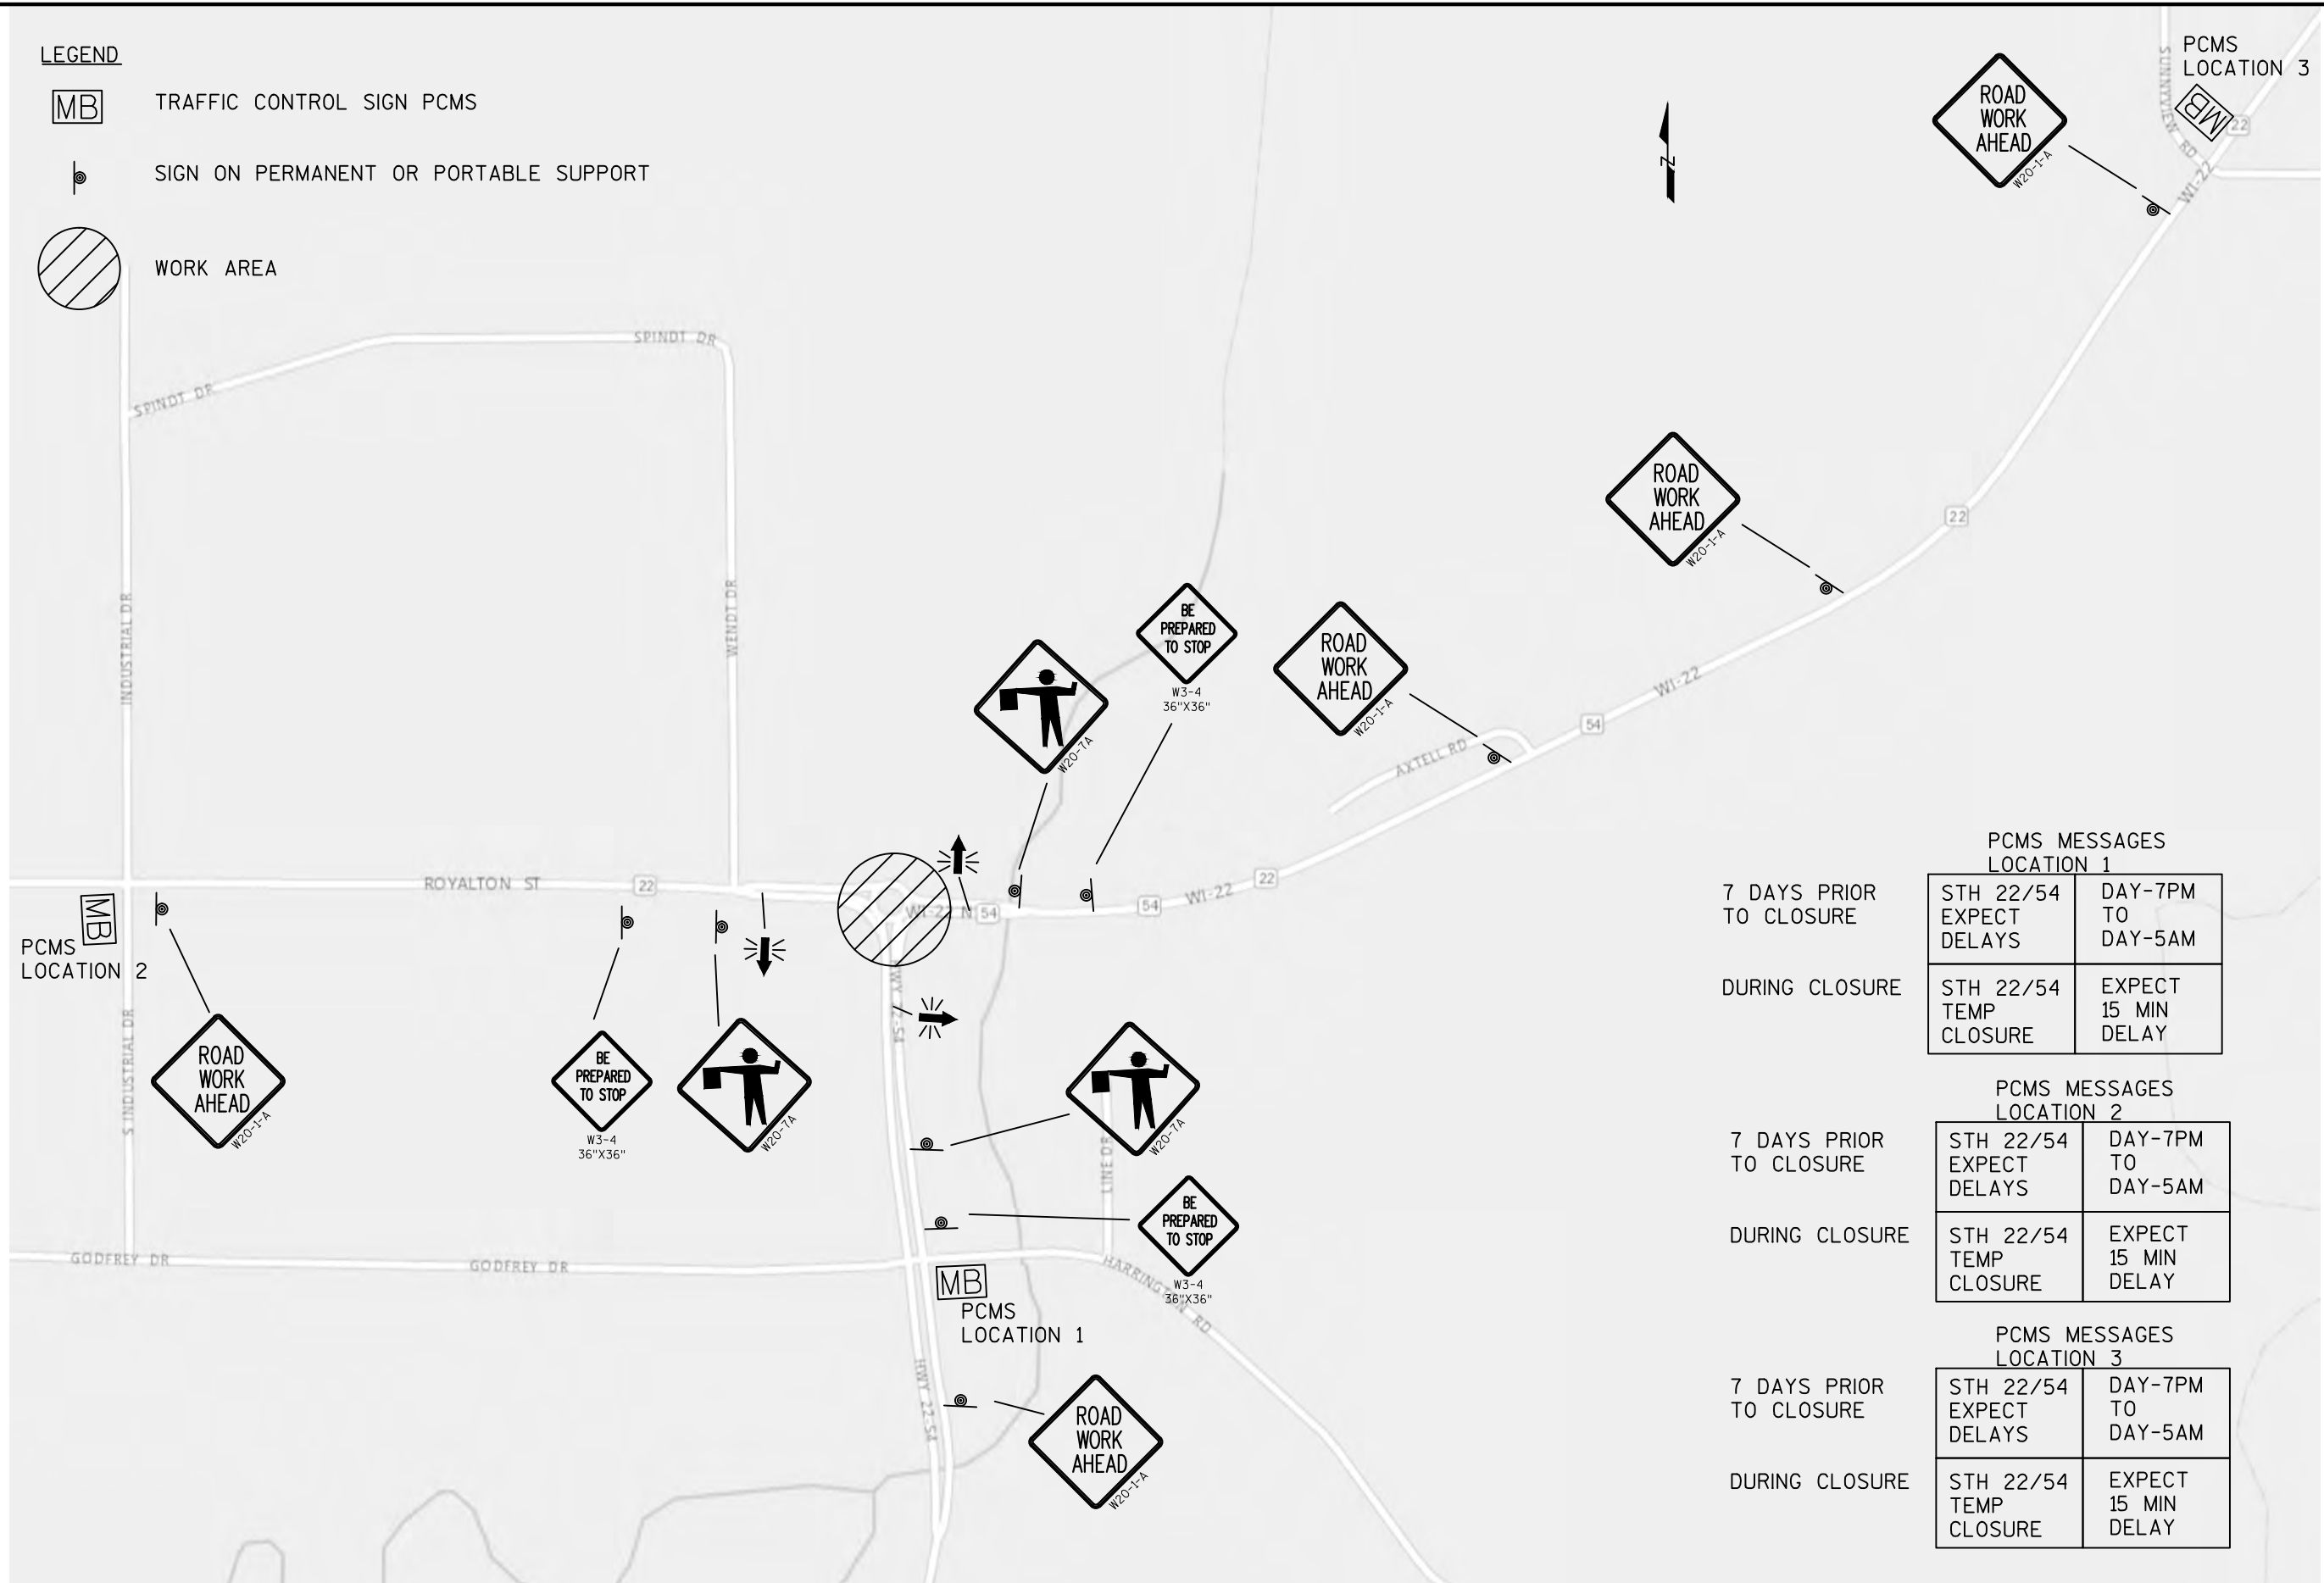 LEGEND
MB
TRAFFIC CONTROL SIGN PCMS
SIGN ON PERMANENT OR PORTABLE SUPPORT
WORK AREA
N
PCMS
LOCATION 3
MB
SUNNYVIEW RD
22
WI-22
ROAD
WORK
AHEAD
W20-1-A
SPINDT DR
SPINDT DR
INDUSTRIAL DR
WENDT DR
ROAD
WORK
AHEAD
W20-1-A
22
BE
PREPARED
TO STOP
W3-4
36"X36"
W20-7A
ROAD
WORK
AHEAD
W20-1-A
WI-22
54
AXTELL RD
ROYALTON ST
22
WI-22 N
54
54
WI-22
22
MB
PCMS
LOCATION 2
S INDUSTRIAL DR
ROAD
WORK
AHEAD
W20-1-A
BE
PREPARED
TO STOP
W3-4
36"X36"
W20-7A
HWY 22-54
W20-7A
LINE DR
BE
PREPARED
TO STOP
W3-4
36"X36"
GODFREY DR
GODFREY DR
HARRINGTON RD
MB
PCMS
LOCATION 1
HWY 22-54
ROAD
WORK
AHEAD
W20-1-A
PCMS MESSAGES
LOCATION 1
7 DAYS PRIOR
TO CLOSURE
STH 22/54
EXPECT
DELAYS
DAY-7PM
TO
DAY-5AM
DURING CLOSURE
STH 22/54
TEMP
CLOSURE
EXPECT
15 MIN
DELAY
PCMS MESSAGES
LOCATION 2
7 DAYS PRIOR
TO CLOSURE
STH 22/54
EXPECT
DELAYS
DAY-7PM
TO
DAY-5AM
DURING CLOSURE
STH 22/54
TEMP
CLOSURE
EXPECT
15 MIN
DELAY
PCMS MESSAGES
LOCATION 3
7 DAYS PRIOR
TO CLOSURE
STH 22/54
EXPECT
DELAYS
DAY-7PM
TO
DAY-5AM
DURING CLOSURE
STH 22/54
TEMP
CLOSURE
EXPECT
15 MIN
DELAY